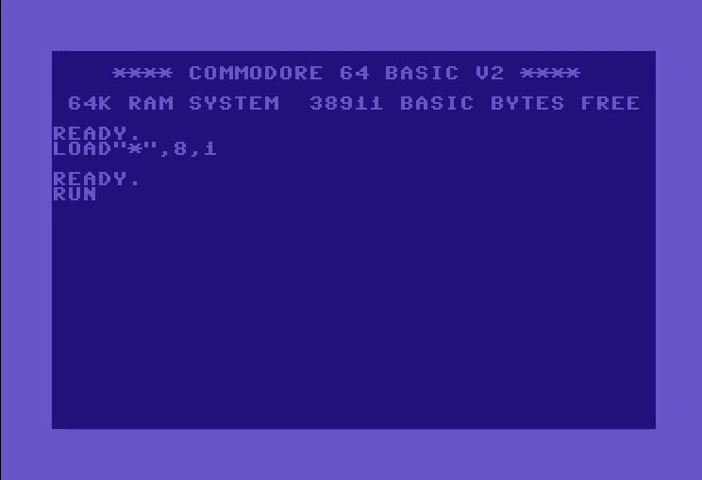 **** COMMODORE 64 BASIC V2 ****
64K RAM SYSTEM  38911 BASIC BYTES FREE
READY.
LOAD"*",8,1
READY.
RUN